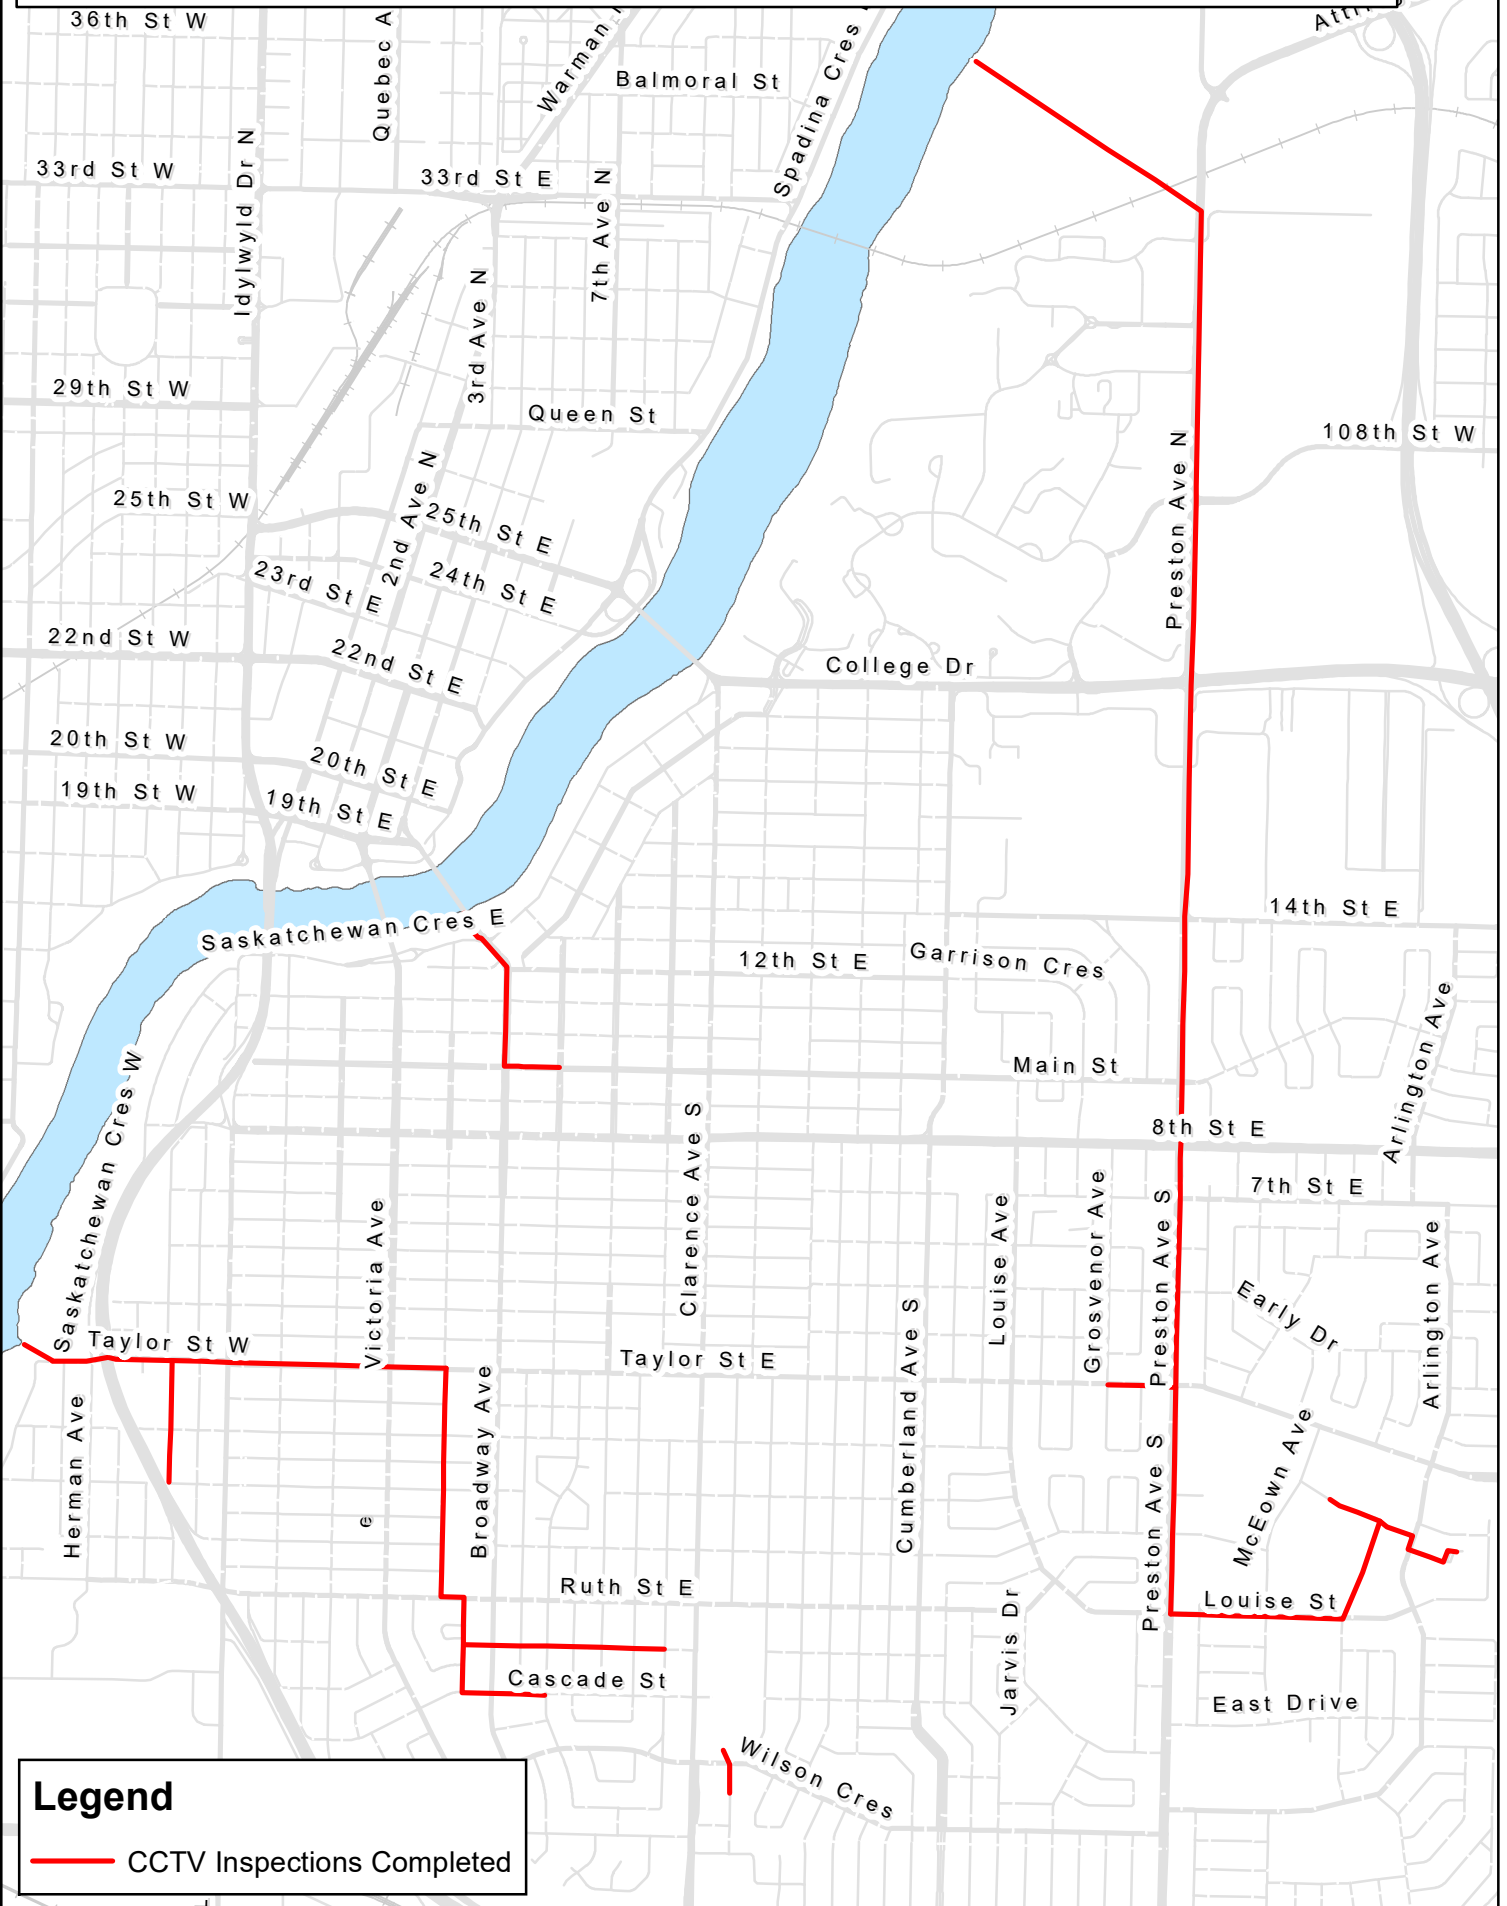 36th St W
Quebec A
Warman
Spadina Cres
Balmoral St
Idylwyld Dr N
33rd St W
33rd St E
7th Ave N
3rd Ave N
29th St W
Queen St
108th St W
Preston Ave N
25th St W
2nd Ave N
25th St E
23rd St E
24th St E
22nd St W
22nd St E
College Dr
20th St W
20th St E
19th St W
19th St E
14th St E
Saskatchewan Cres E
12th St E
Garrison Cres
Arlington Ave
Main St
Saskatchewan Cres W
Clarence Ave S
8th St E
7th St E
Victoria Ave
Louise Ave
Grosvenor Ave
Preston Ave S
Early Dr
Arlington Ave
Cumberland Ave S
Taylor St W
Taylor St E
Herman Ave
Broadway Ave
e
Preston Ave S
McEown Ave
Ruth St E
Louise St
Jarvis Dr
Cascade St
East Drive
Wilson Cres
Legend
CCTV Inspections Completed